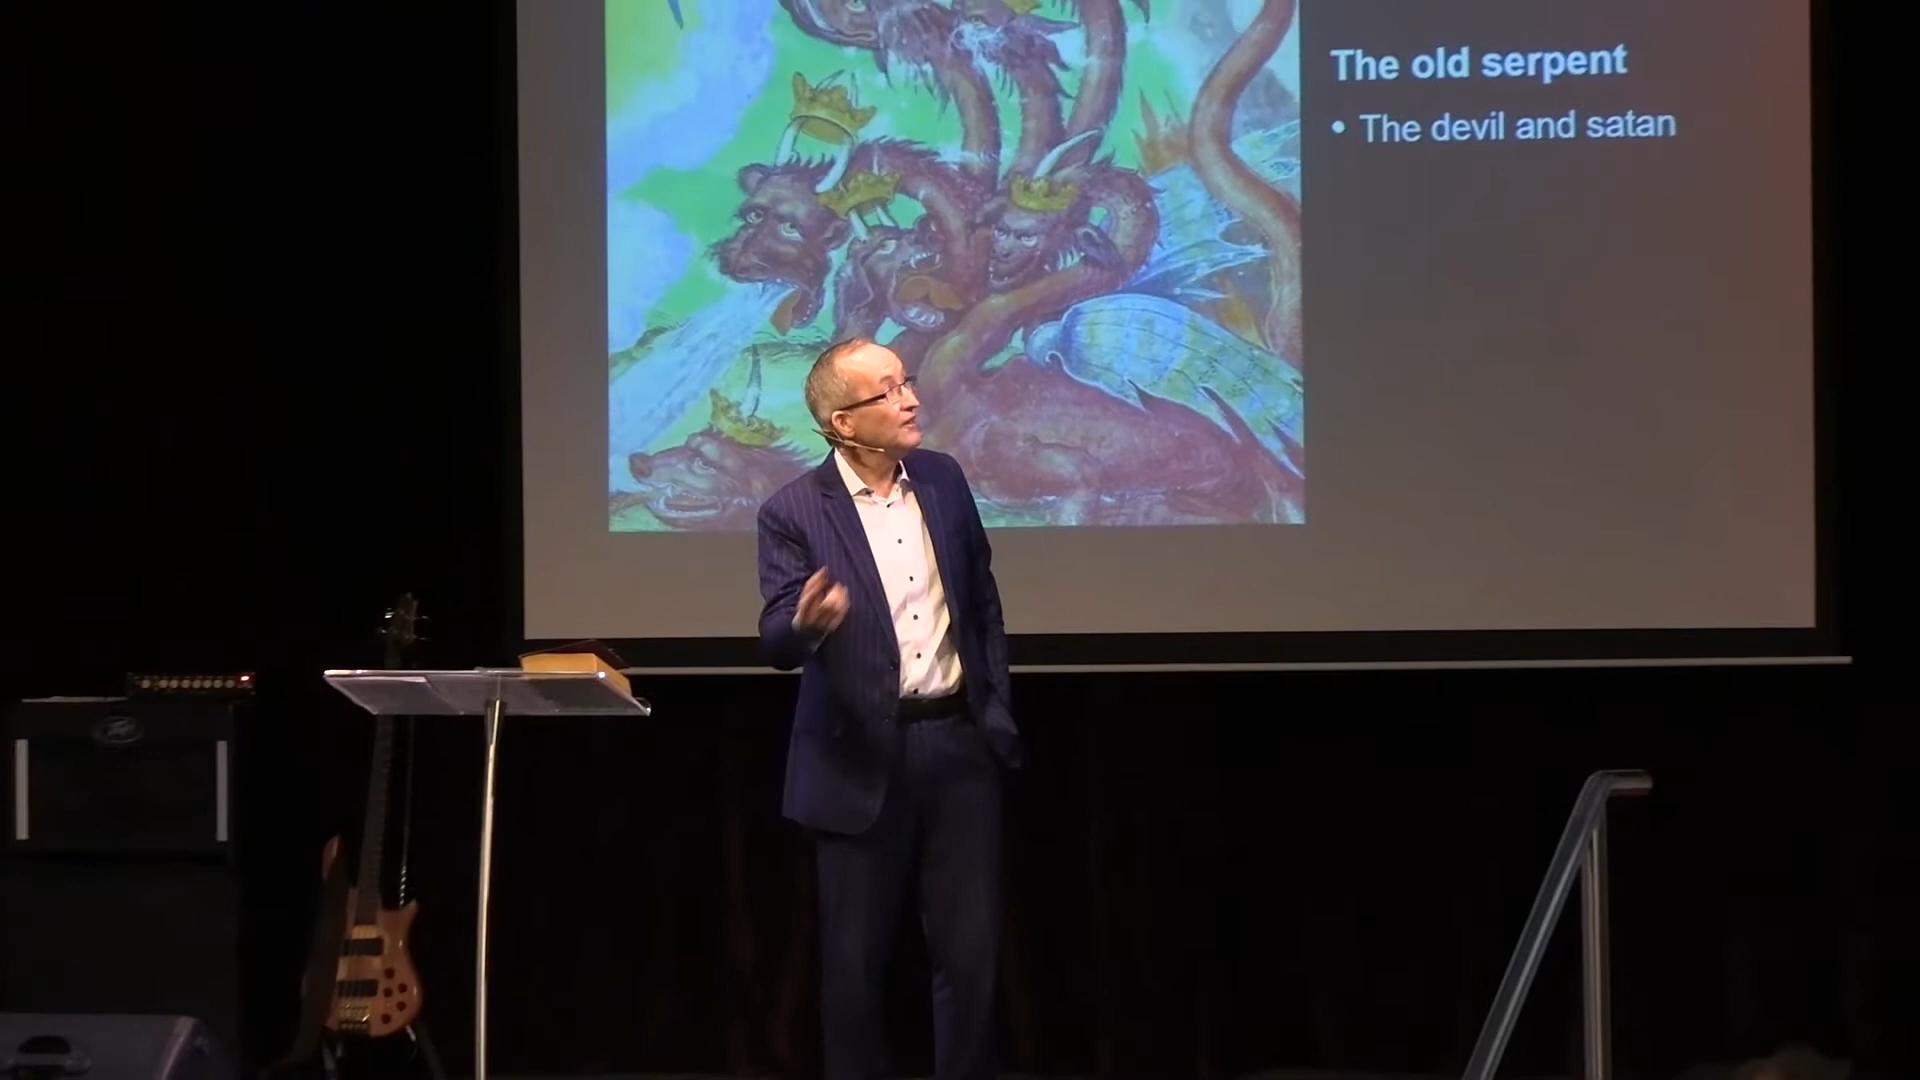 The old serpent
• The devil and satan